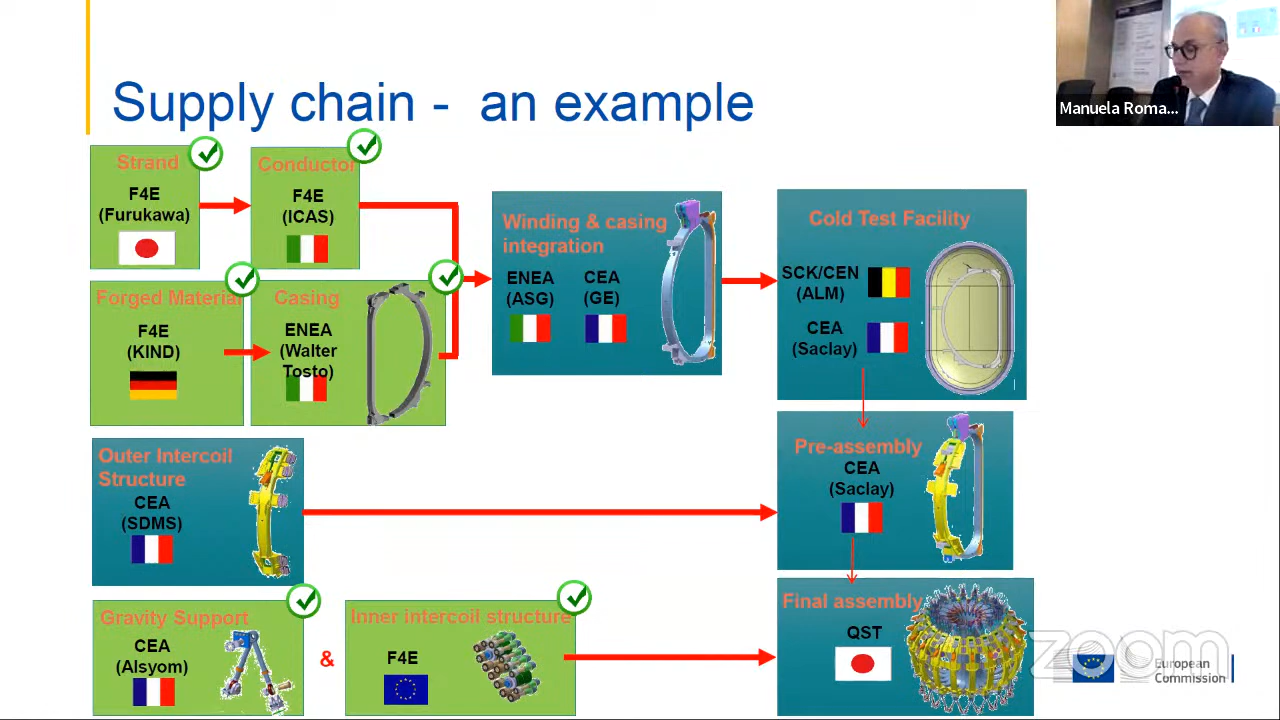 Supply chain - an example
Manuela Roma...
Strand
F4E
(Furukawa)
Conductor
F4E
(ICAS)
Forged Material
F4E
(KIND)
Casing
ENEA
(Walter
Tosto)
Winding & casing
integration
ENEA
(ASG)
CEA
(GE)
Cold Test Facility
SCK/CEN
(ALM)
CEA
(Saclay)
Outer Intercoil
Structure
CEA
(SDMS)
Pre-assembly
CEA
(Saclay)
Gravity Support
CEA
(Alsyom)
&
Inner intercoil structure
F4E
Final assembly
QST
zoom
European
Commission